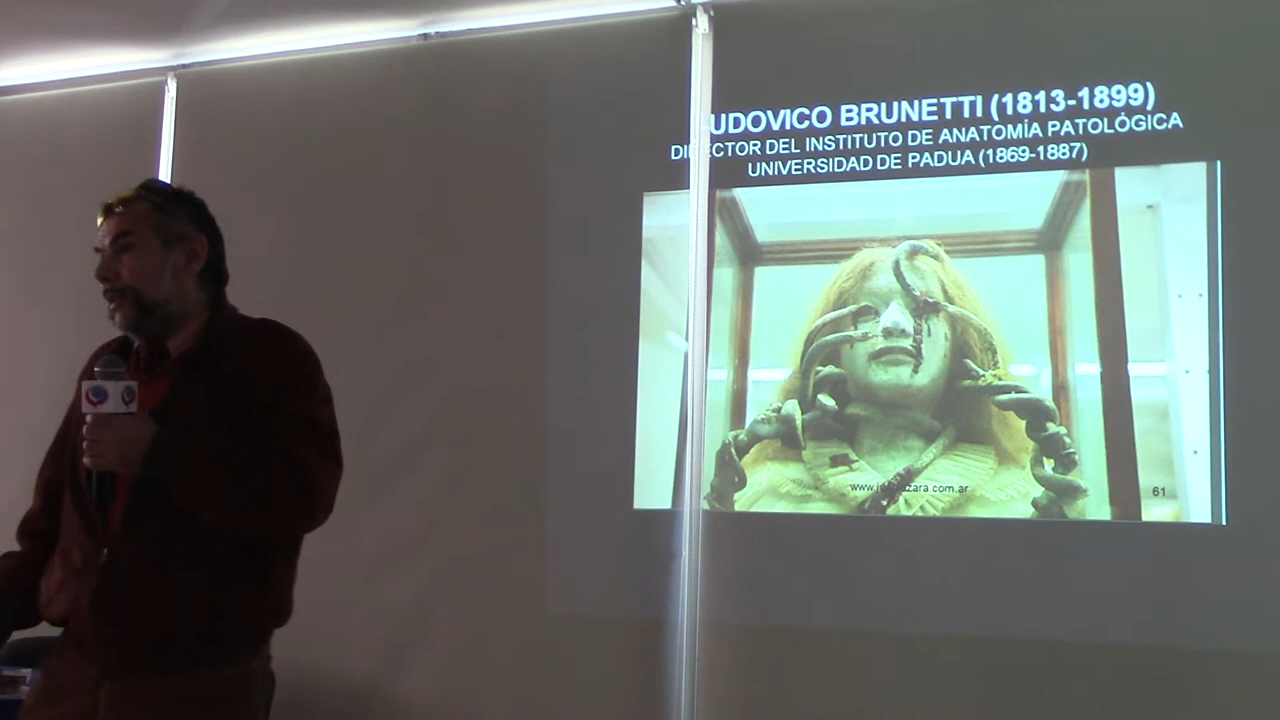 UDOVICO BRUNETTI (1813-1899)
DIRECTOR DEL INSTITUTO DE ANATOMÍA PATOLÓGICA
UNIVERSIDAD DE PADUA (1869-1887)
61